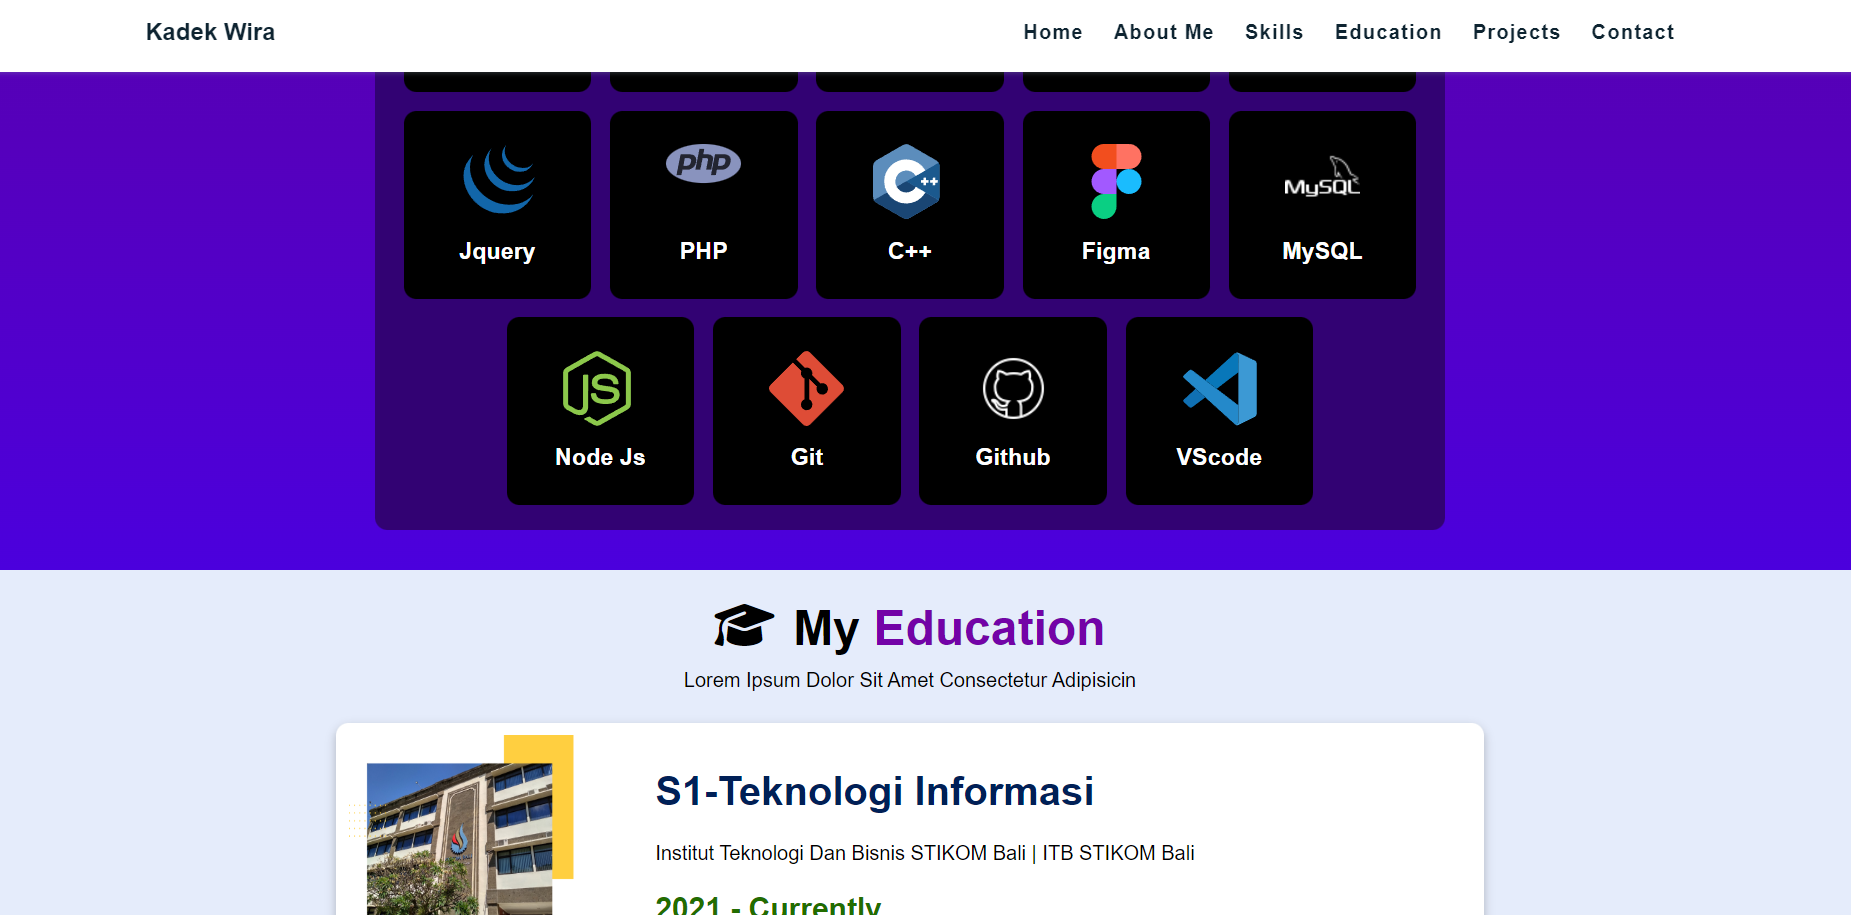 Kadek Wira
Home About Me Skills Education Projects Contact
php
C++
MySQL
Jquery PHP C++ Figma MySQL
JS
Node Js Git Github VScode
My Education
Lorem Ipsum Dolor Sit Amet Consectetur Adipisicin
S1-Teknologi Informasi
Institut Teknologi Dan Bisnis STIKOM Bali | ITB STIKOM Bali
2021 - Currently